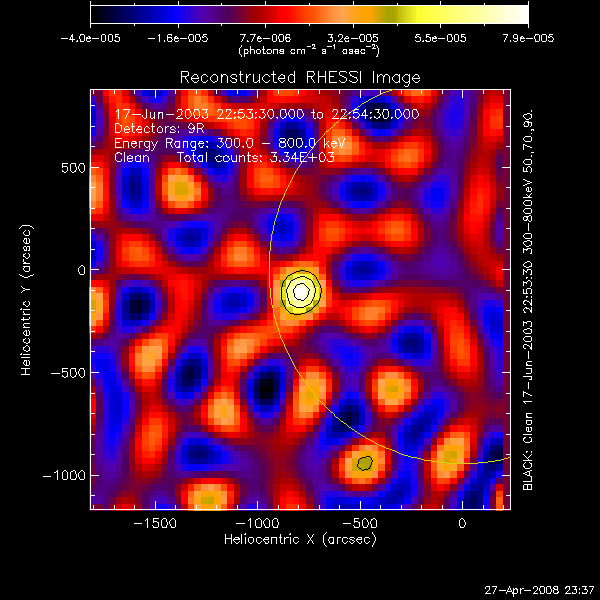 -4.0e-005 -1.6e-005 7.7e-006 3.2e-005 5.5e-005 7.9e-005
(photons cm-2 s-1 asec-2)
Reconstructed RHESSI Image
17-Jun-2003 22:53:30.000 to 22:54:30.000
Detectors: 9R
Energy Range: 300.0 - 800.0 keV
Clean Total counts: 3.34E+03
500
0
-500
-1000
Heliocentric Y (arcsec)
BLACK: Clean 17-Jun-2003 22:53:30 300-800keV 50.,70.,90.
-1500 -1000 -500 0
Heliocentric X (arcsec)
27-Apr-2008 23:37